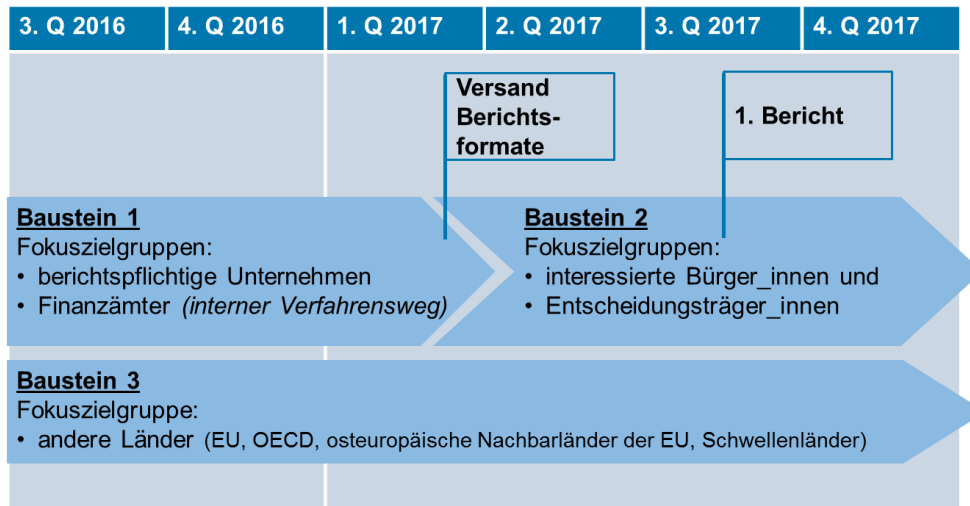 3. Q 2016
4. Q 2016
1. Q 2017
2. Q 2017
3. Q 2017
4. Q 2017
Versand
Berichts-
formate
1. Bericht
Baustein 1
Fokuszielgruppen:
• berichtspflichtige Unternehmen
• Finanzämter (interner Verfahrensweg)
Baustein 2
Fokuszielgruppen:
• interessierte Bürger_innen und
• Entscheidungsträger_innen
Baustein 3
Fokuszielgruppe:
• andere Länder (EU, OECD, osteuropäische Nachbarländer der EU, Schwellenländer)